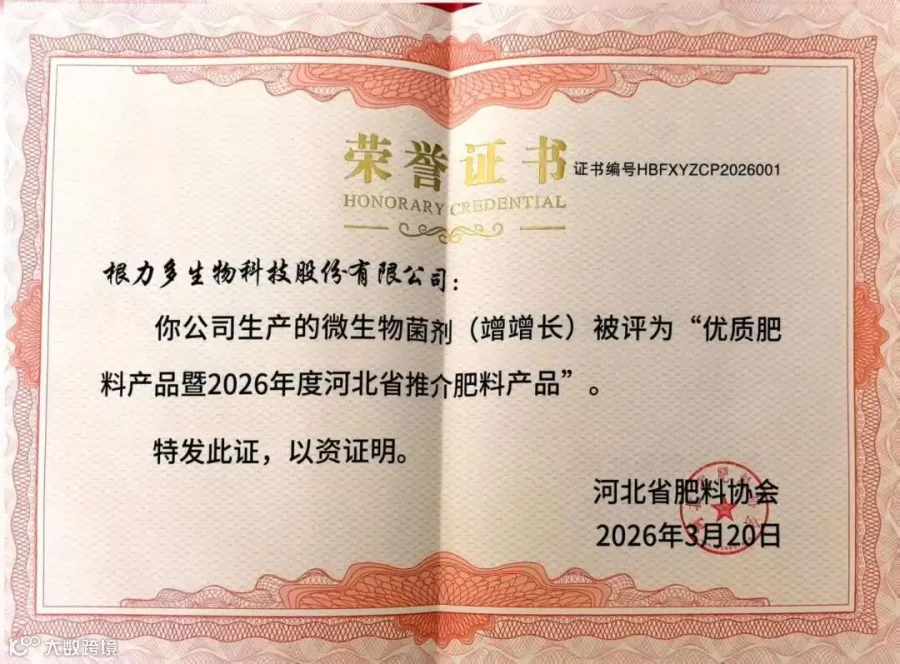 荣誉证书
证书编号HBFXYZCP2026001
HONORARY CREDENTIAL
根力多生物科技股份有限公司：
你公司生产的微生物菌剂（竲竲长）被评为“优质肥
料产品暨2026年度河北省推介肥料产品”。
特发此证，以资证明。
河北省肥料协会
2026年3月20日
大数跨境